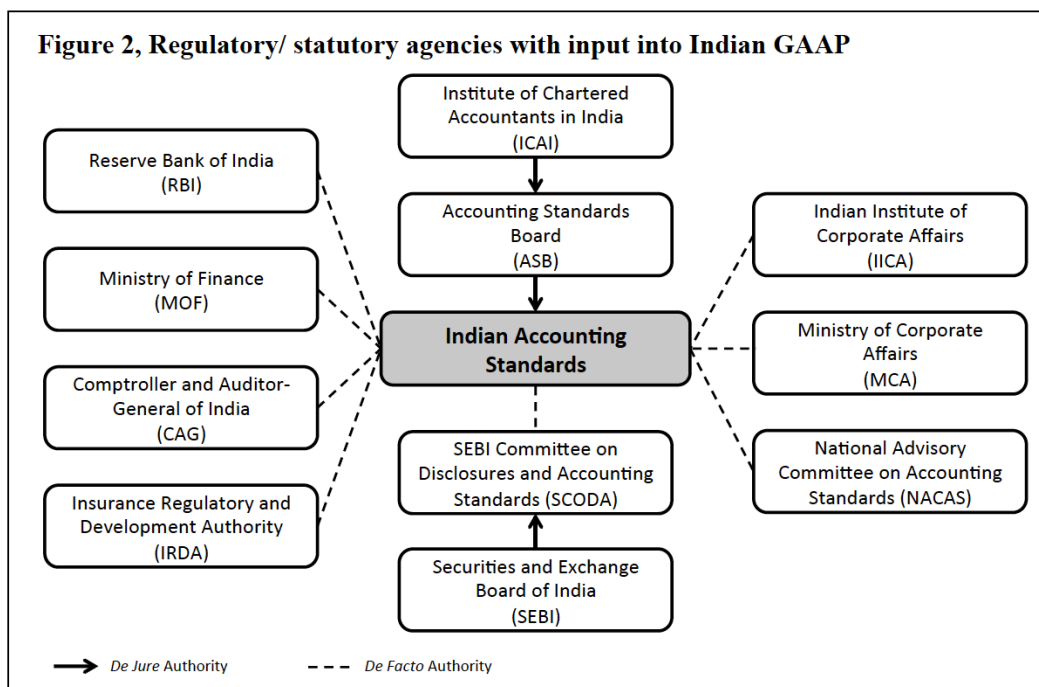 Figure 2, Regulatory/ statutory agencies with input into Indian GAAP
Institute of Chartered
Accountants in India
(ICAI)
Reserve Bank of India
(RBI)
Accounting Standards
Board
(ASB)
Indian Institute of
Corporate Affairs
(IICA)
Ministry of Finance
(MOF)
Indian Accounting
Standards
Ministry of Corporate
Affairs
(MCA)
Comptroller and Auditor-
General of India
(CAG)
SEBI Committee on
Disclosures and Accounting
Standards (SCODA)
National Advisory
Committee on Accounting
Standards (NACAS)
Insurance Regulatory and
Development Authority
(IRDA)
Securities and Exchange
Board of India
(SEBI)
De Jure Authority
De Facto Authority